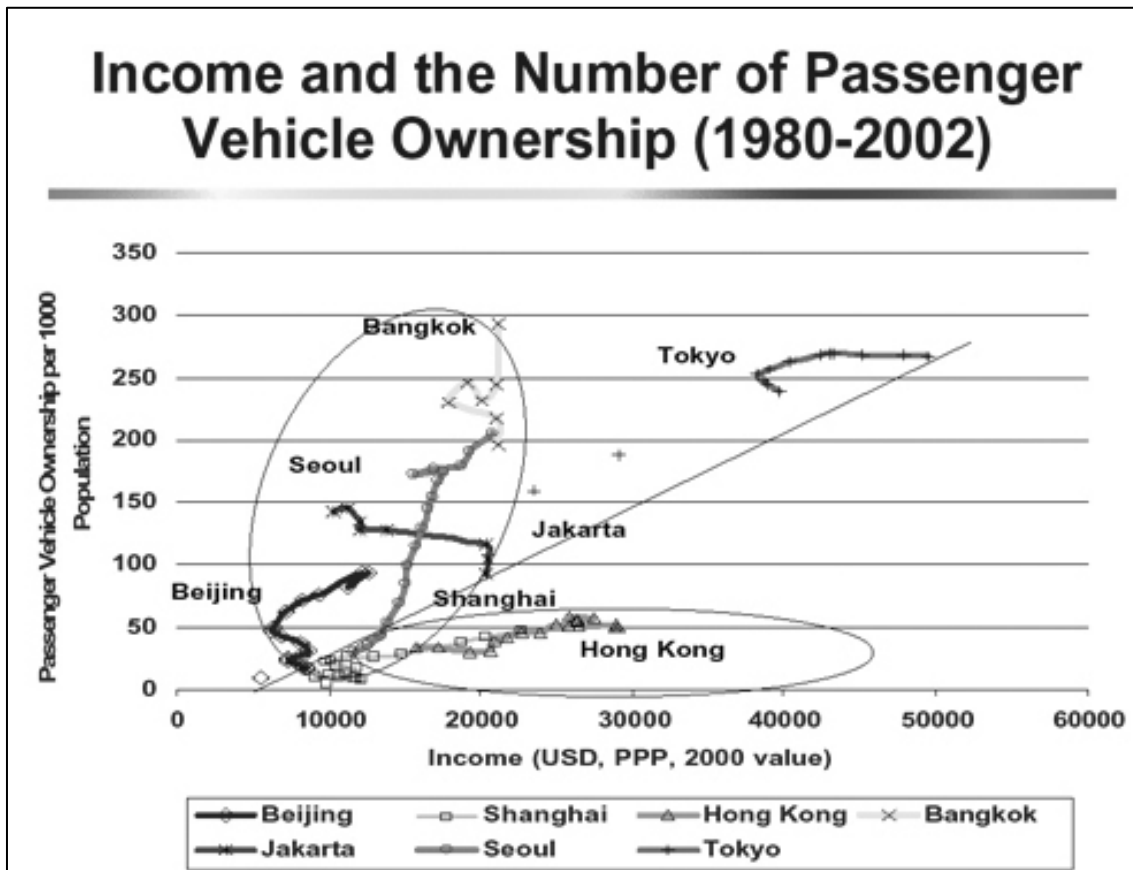 Income and the Number of Passenger
Vehicle Ownership (1980-2002)
Passenger Vehicle Ownership per 1000
Population
350
300
250
200
150
100
50
0
Bangkok
Tokyo
Seoul
Jakarta
Beijing
Shanghai
Hong Kong
0 10000 20000 30000 40000 50000 60000
Income (USD, PPP, 2000 value)
Beijing Shanghai Hong Kong Bangkok
Jakarta Seoul Tokyo